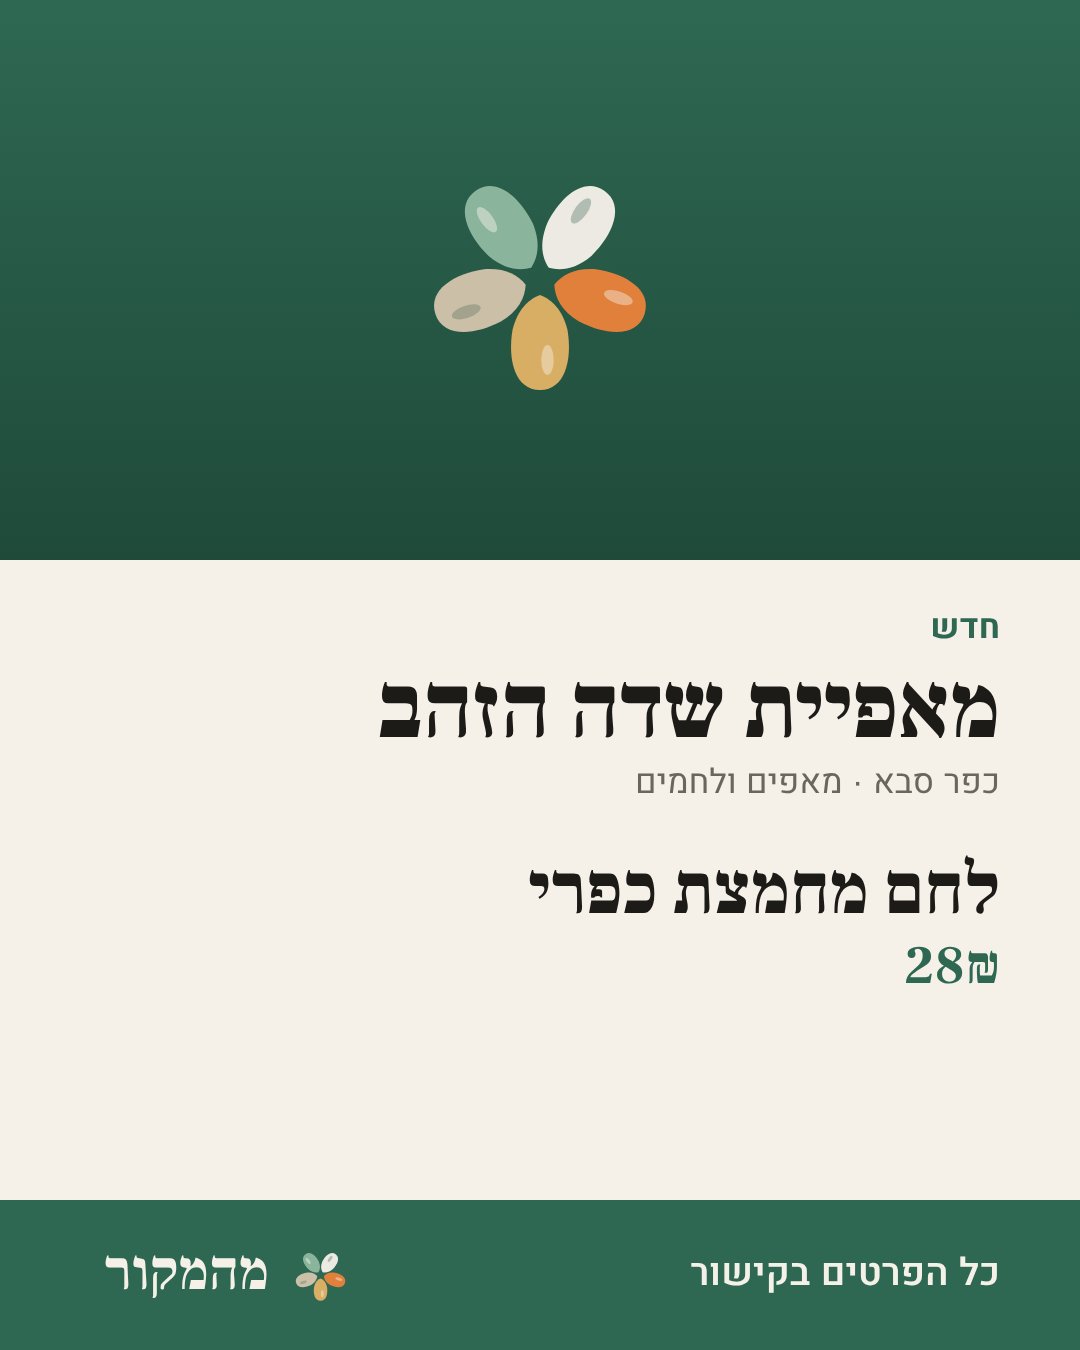 חדש
מאפיית שדה הזהב
כפר סבא · מאפים ולחמים
לחם מחמצת כפרי
₪28
כל הפרטים בקישור
מהמקור